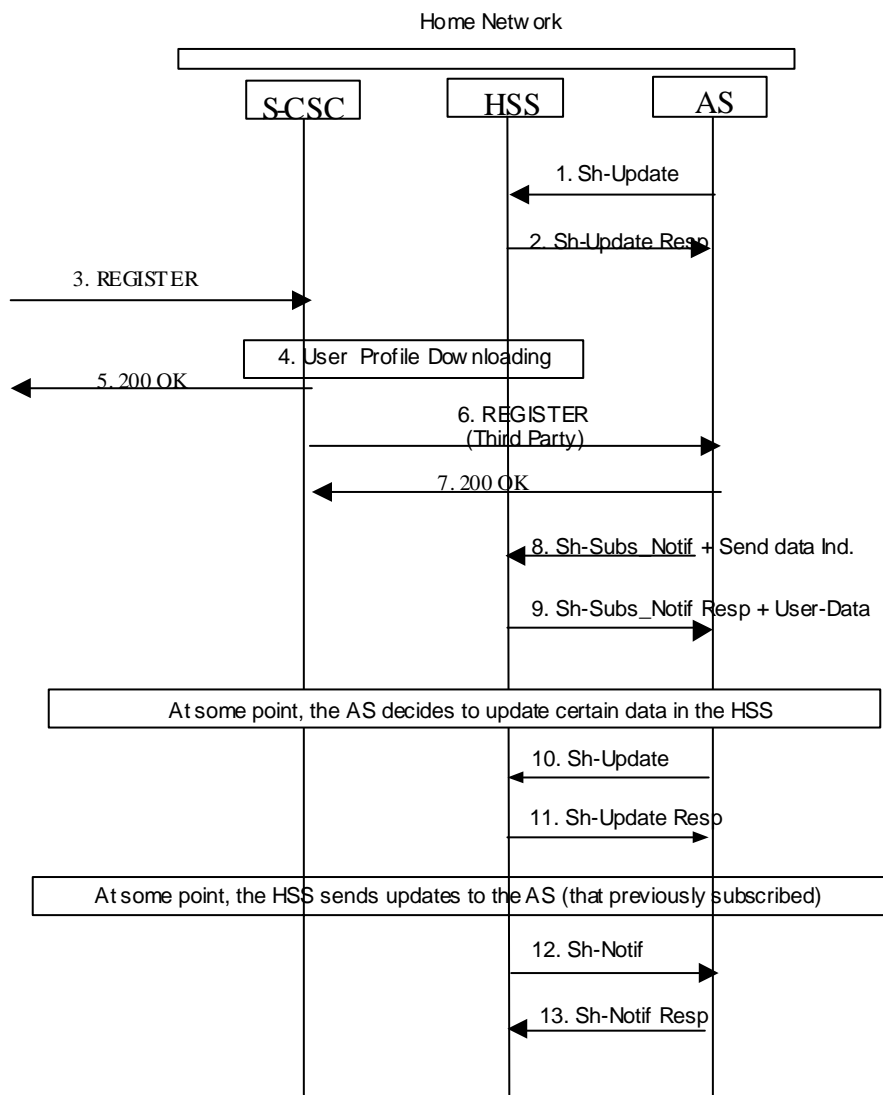 Home Network
S-CSC
HSS
AS
1. Sh-Update
2. Sh-Update Resp
3. REGISTER
4. User Profile Downloading
5. 200 OK
6. REGISTER
(Third Party)
7. 200 OK
8. Sh-Subs_Notif + Send data Ind.
9. Sh-Subs_Notif Resp + User-Data
At some point, the AS decides to update certain data in the HSS
10. Sh-Update
11. Sh-Update Resp
At some point, the HSS sends updates to the AS (that previously subscribed)
12. Sh-Notif
13. Sh-Notif Resp